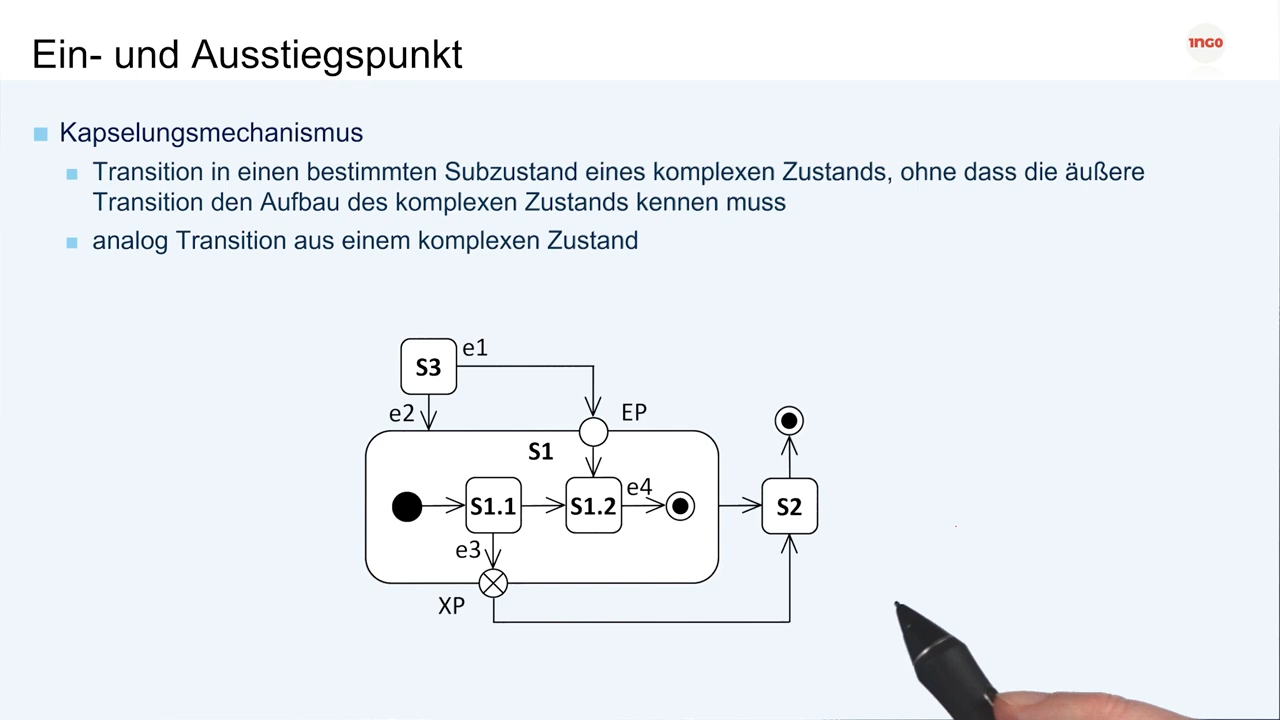 Ein- und Ausstiegspunkt
1NGO
Kapselungsmechanismus
Transition in einen bestimmten Subzustand eines komplexen Zustands, ohne dass die äußere
Transition den Aufbau des komplexen Zustands kennen muss
analog Transition aus einem komplexen Zustand
S3
e1
e2
EP
S1
S1.1
S1.2
e4
S2
e3
XP